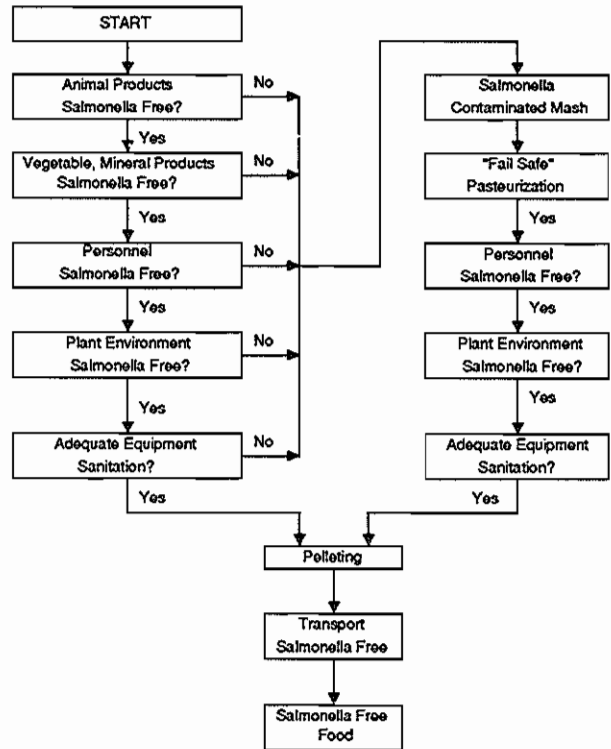 START
Animal Products
Salmonella Free?
No
Yes
Vegetable, Mineral Products
Salmonella Free?
No
Yes
Personnel
Salmonella Free?
No
Yes
Plant Environment
Salmonella Free?
No
Yes
Adequate Equipment
Sanitation?
No
Yes
Salmonella
Contaminated Mash
"Fail Safe"
Pasteurization
Yes
Personnel
Salmonella Free?
Yes
Plant Environment
Salmonella Free?
Yes
Adequate Equipment
Sanitation?
Yes
Pelleting
Transport
Salmonella Free
Salmonella Free
Food